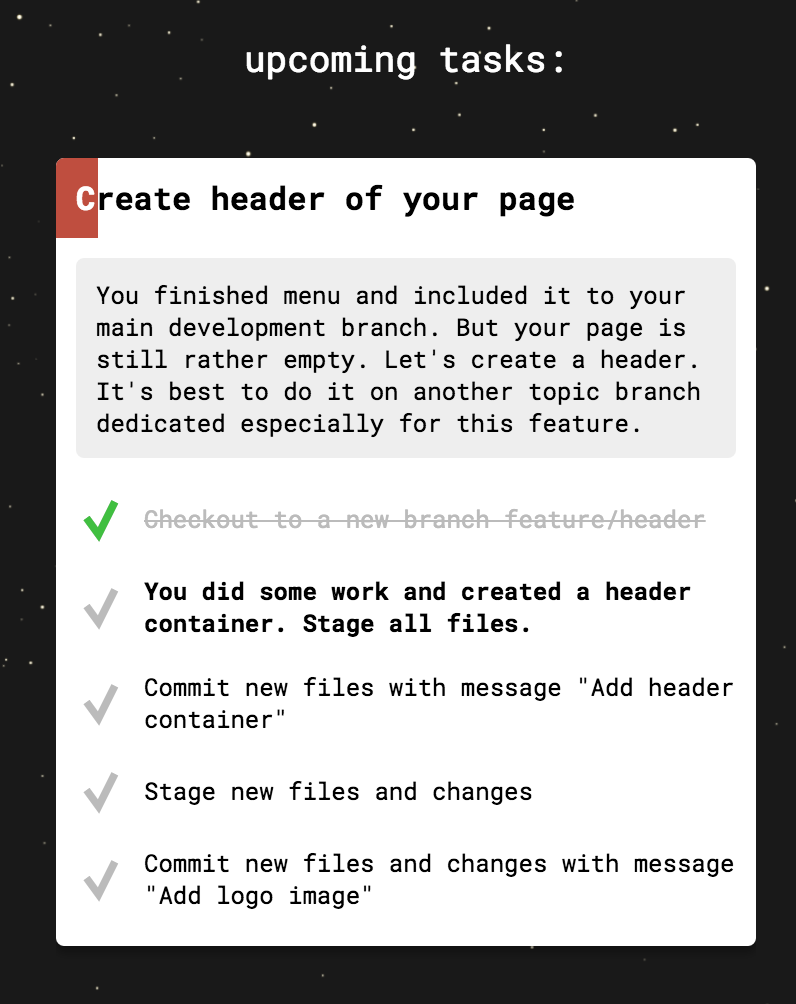 upcoming tasks:
Create header of your page
You finished menu and included it to your
main development branch. But your page is
still rather empty. Let's create a header.
It's best to do it on another topic branch
dedicated especially for this feature.
Checkout to a new branch feature/header
You did some work and created a header
container. Stage all files.
Commit new files with message "Add header
container"
Stage new files and changes
Commit new files and changes with message
"Add logo image"